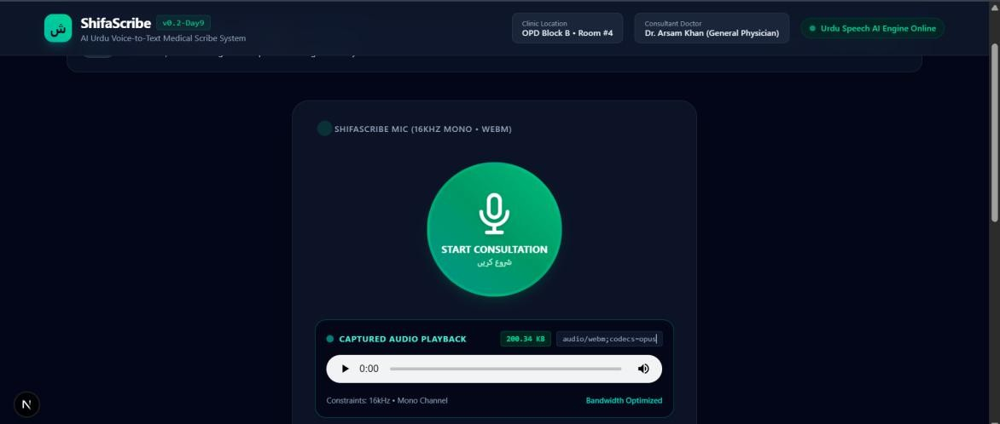 ش
ShifaScribe v0.2-Day9
AI Urdu Voice-to-Text Medical Scribe System
Clinic Location
OPD Block B • Room #4
Consultant Doctor
Dr. Arsam Khan (General Physician)
Urdu Speech AI Engine Online
SHIFASCRIBE MIC (16KHZ MONO • WEBM)
START CONSULTATION
شروع کریں
CAPTURED AUDIO PLAYBACK 200.34 KB audio/webm;codecs=opus
0:00
Constraints: 16kHz • Mono Channel Bandwidth Optimized
N